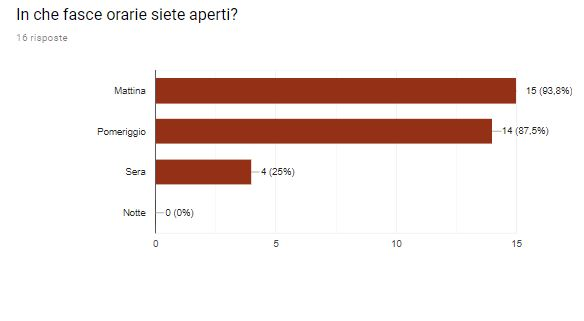 In che fasce orarie siete aperti?
16 risposte
Mattina 15 (93,8%)
Pomeriggio 14 (87,5%)
Sera 4 (25%)
Notte 0 (0%)
0 5 10 15